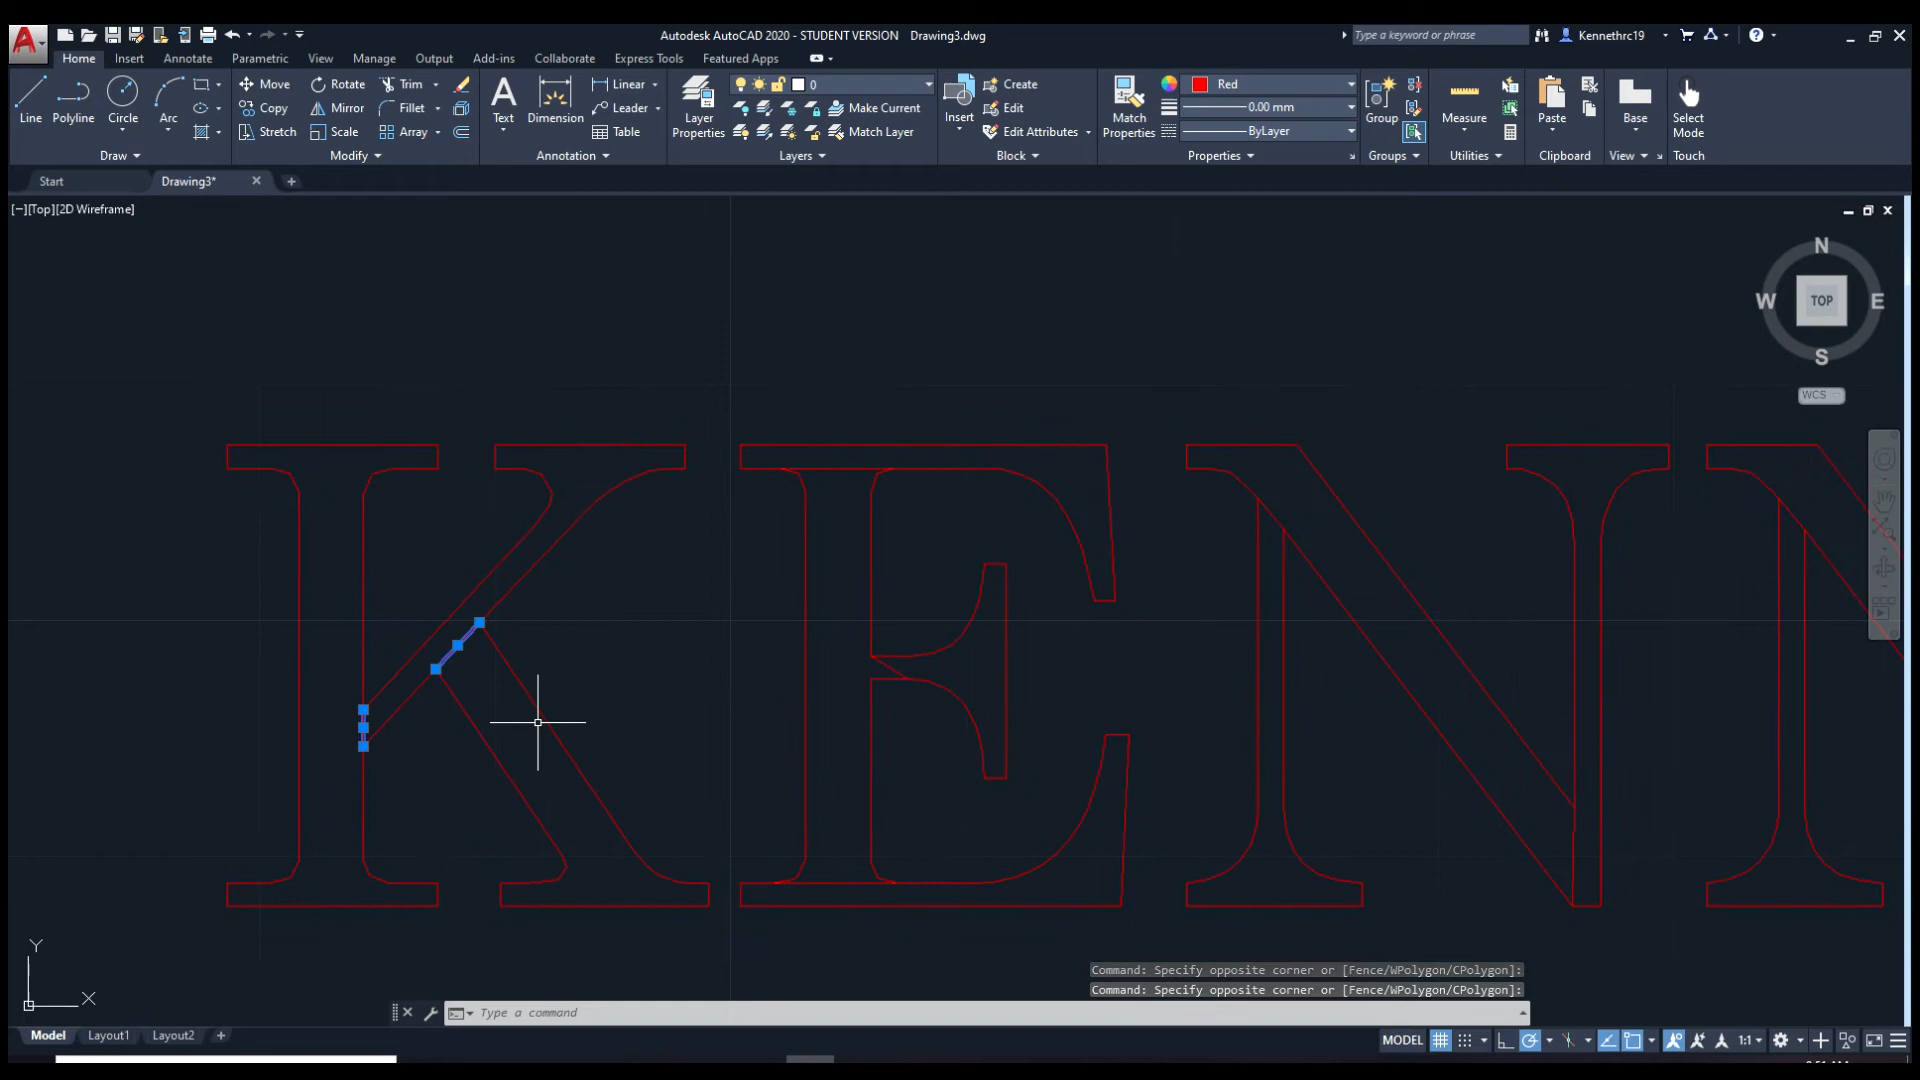 Autodesk AutoCAD 2020 - STUDENT VERSION Drawing3.dwg
Type a keyword or phrase
Kennethrc19
Home Insert Annotate Parametric View Manage Output Add-ins Collaborate Express Tools Featured Apps
Line
Polyline
Circle
Arc
Draw
Move Rotate Trim
Copy Mirror Fillet
Stretch Scale Array
Modify
Text
Dimension
Linear
Leader
Table
Annotation
Layer
Properties
0
Make Current
Match Layer
Layers
Insert
Create
Edit
Edit Attributes
Block
Match
Properties
Red
0.00 mm
ByLayer
Properties
Group
Groups
Measure
Utilities
Paste
Clipboard
Base
View
Select
Mode
Touch
Start
Drawing3*
[−][Top][2D Wireframe]
N
W TOP E
S
WCS
KENN
Y
X
Command: Specify opposite corner or [Fence/WPolygon/CPolygon]:
Command: Specify opposite corner or [Fence/WPolygon/CPolygon]:
Type a command
Model Layout1 Layout2
MODEL
1:1